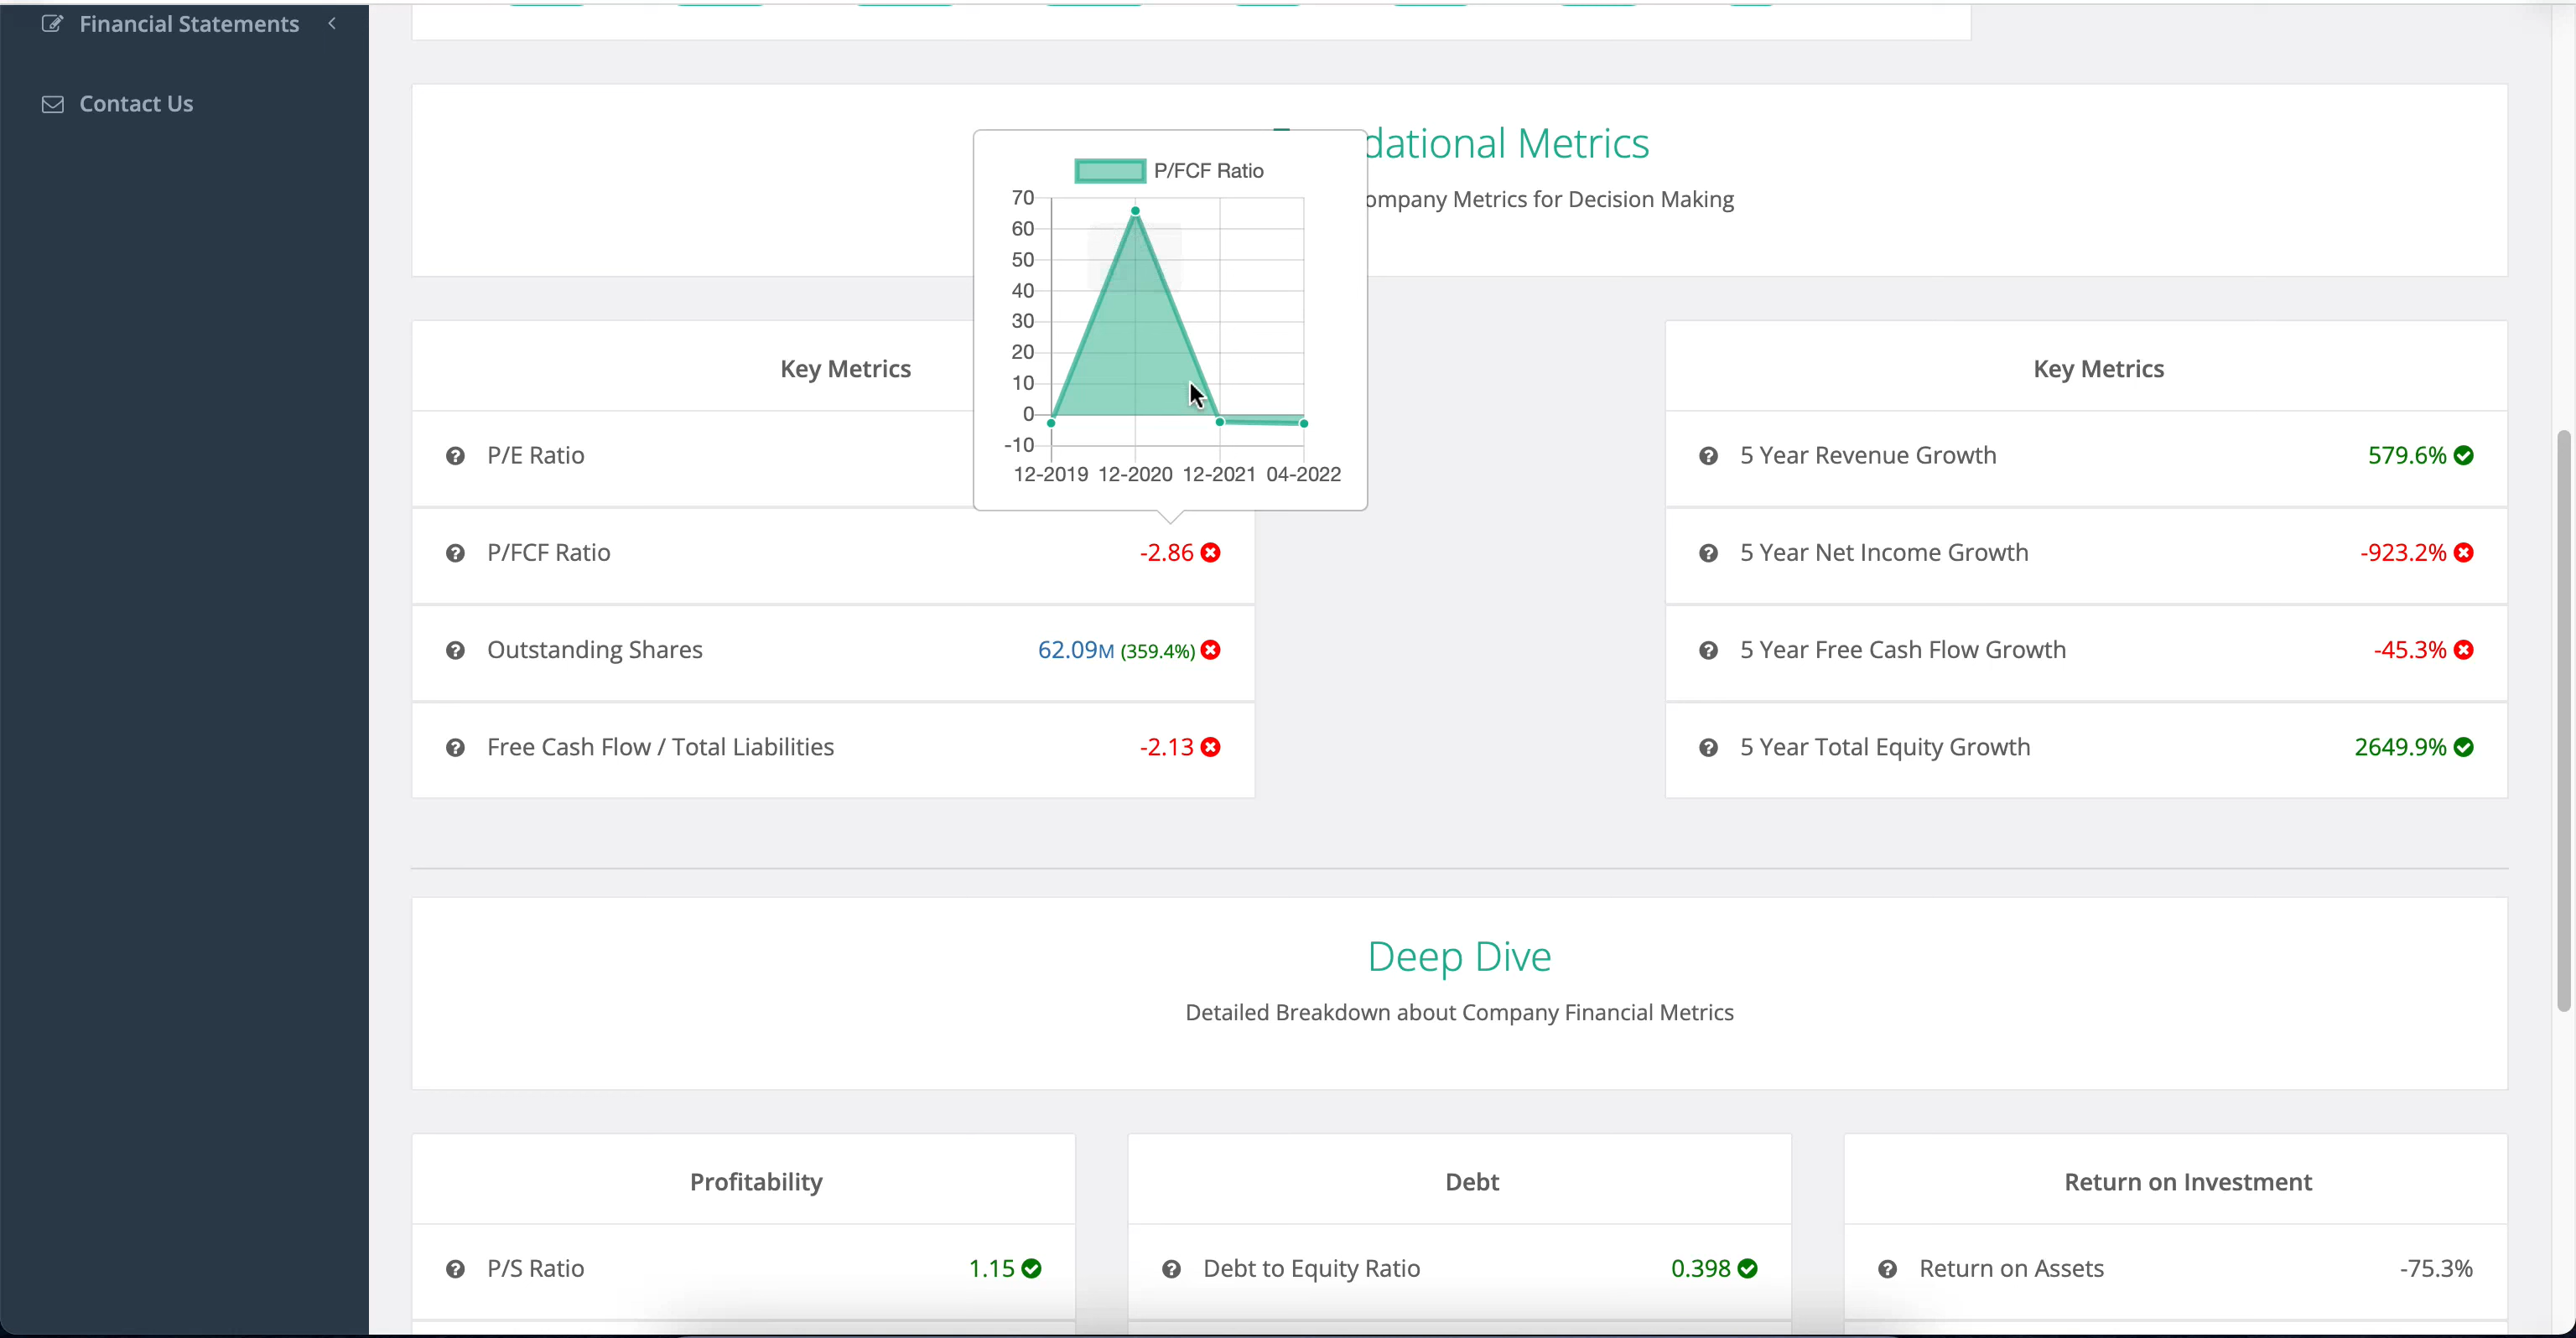 Financial Statements
Contact Us
dational Metrics
ompany Metrics for Decision Making
P/FCF Ratio
70
60
50
40
30
20
10
0
-10
12-2019 12-2020 12-2021 04-2022
Key Metrics
P/E Ratio
P/FCF Ratio -2.86
Outstanding Shares 62.09M (359.4%)
Free Cash Flow / Total Liabilities -2.13
Key Metrics
5 Year Revenue Growth 579.6%
5 Year Net Income Growth -923.2%
5 Year Free Cash Flow Growth -45.3%
5 Year Total Equity Growth 2649.9%
Deep Dive
Detailed Breakdown about Company Financial Metrics
Profitability
P/S Ratio 1.15
Debt
Debt to Equity Ratio 0.398
Return on Investment
Return on Assets -75.3%